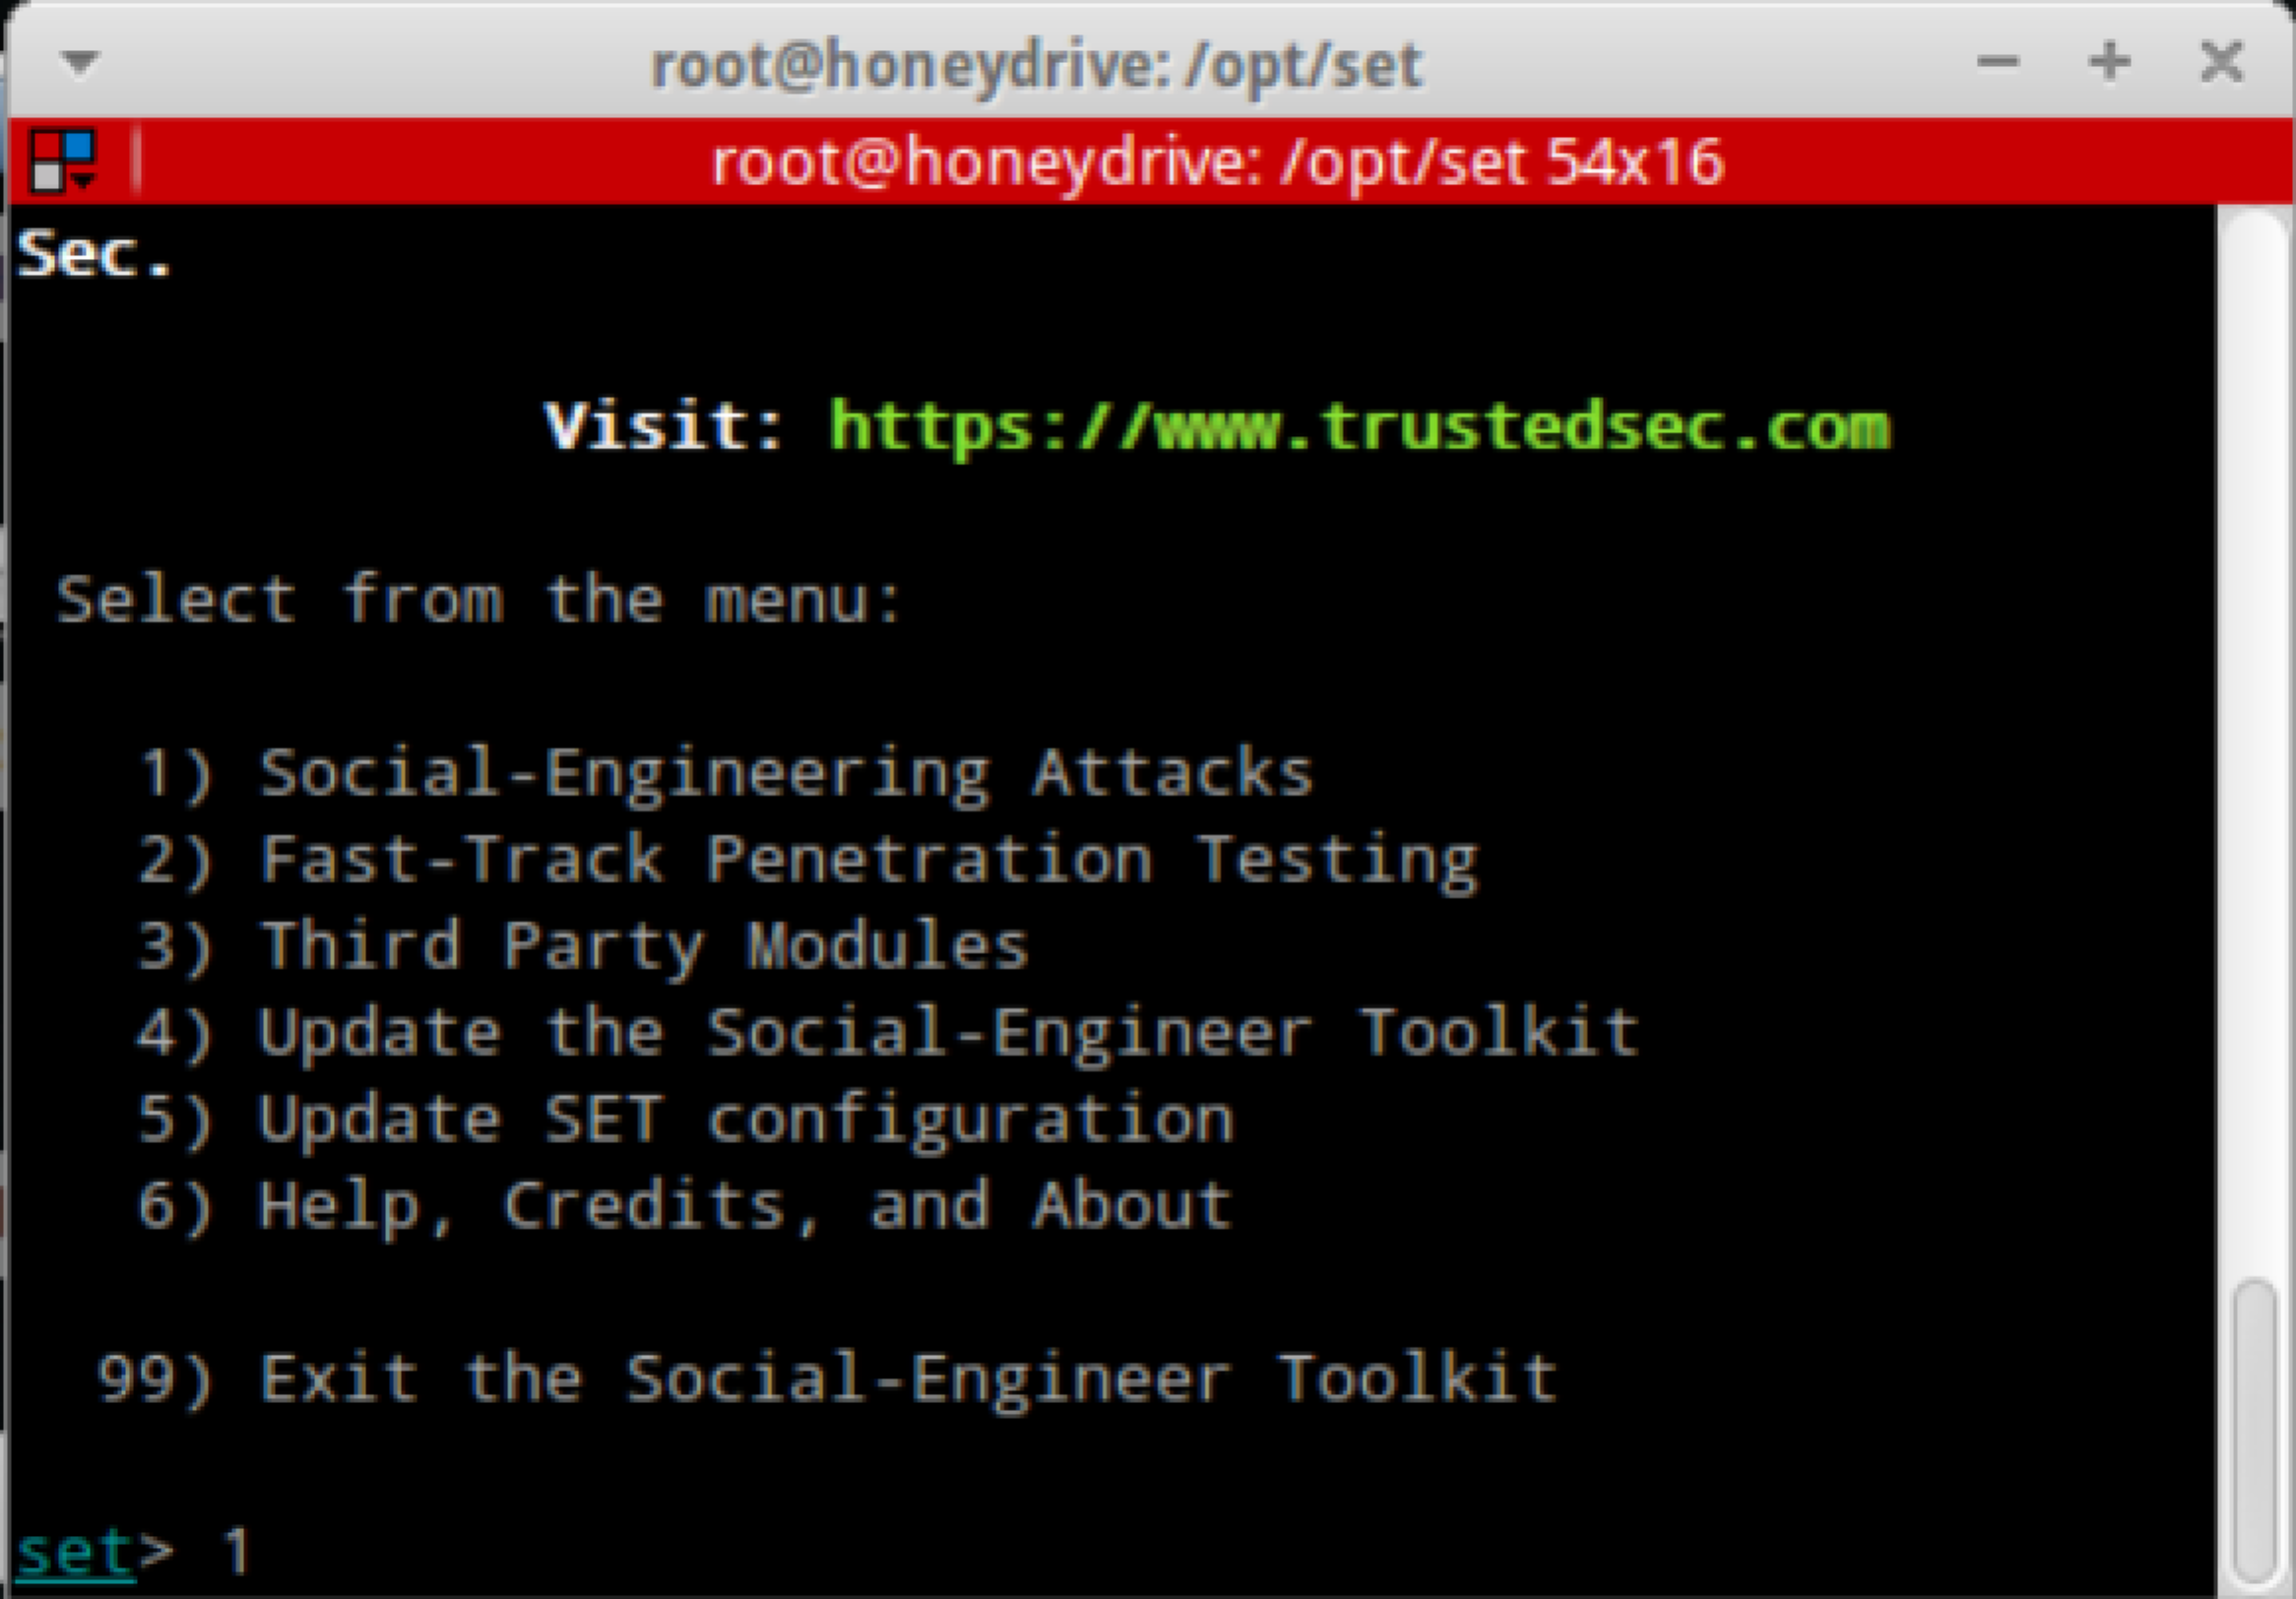 root@honeydrive: /opt/set
root@honeydrive: /opt/set 54x16
Sec.
Visit: https://www.trustedsec.com
Select from the menu:
1) Social-Engineering Attacks
2) Fast-Track Penetration Testing
3) Third Party Modules
4) Update the Social-Engineer Toolkit
5) Update SET configuration
6) Help, Credits, and About
99) Exit the Social-Engineer Toolkit
set> 1